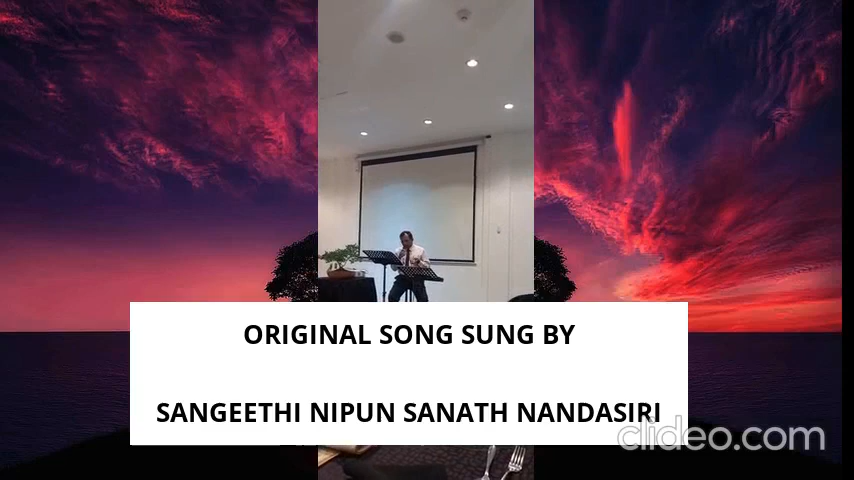 ORIGINAL SONG SUNG BY
SANGEETHI NIPUN SANATH NANDASIRI
clideo.com